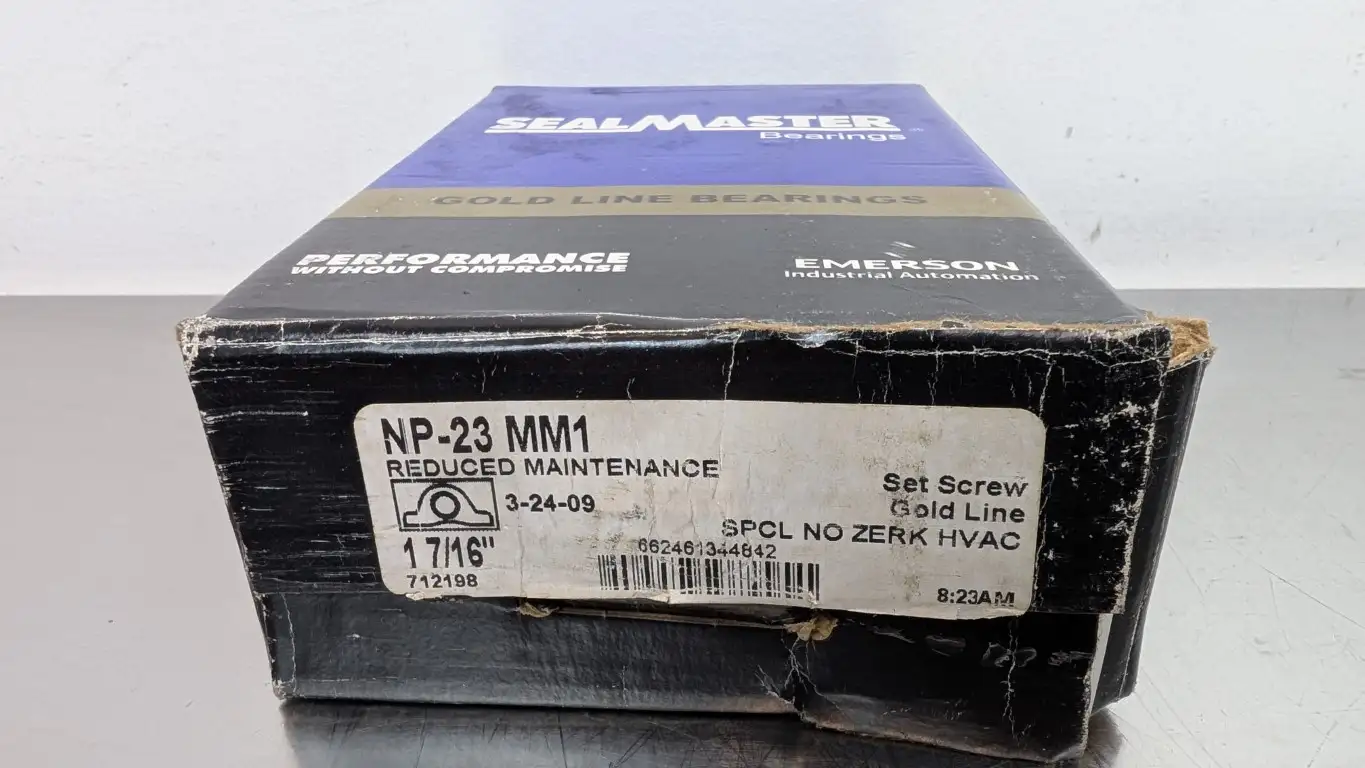 SEALMASTER
Bearings
GOLD LINE BEARINGS
PERFORMANCE
WITHOUT COMPROMISE
EMERSON
Industrial Automation
NP-23 MM1
REDUCED MAINTENANCE
3-24-09
Set Screw
Gold Line
SPCL NO ZERK HVAC
1 7/16"
662461344842
712198
8:23AM